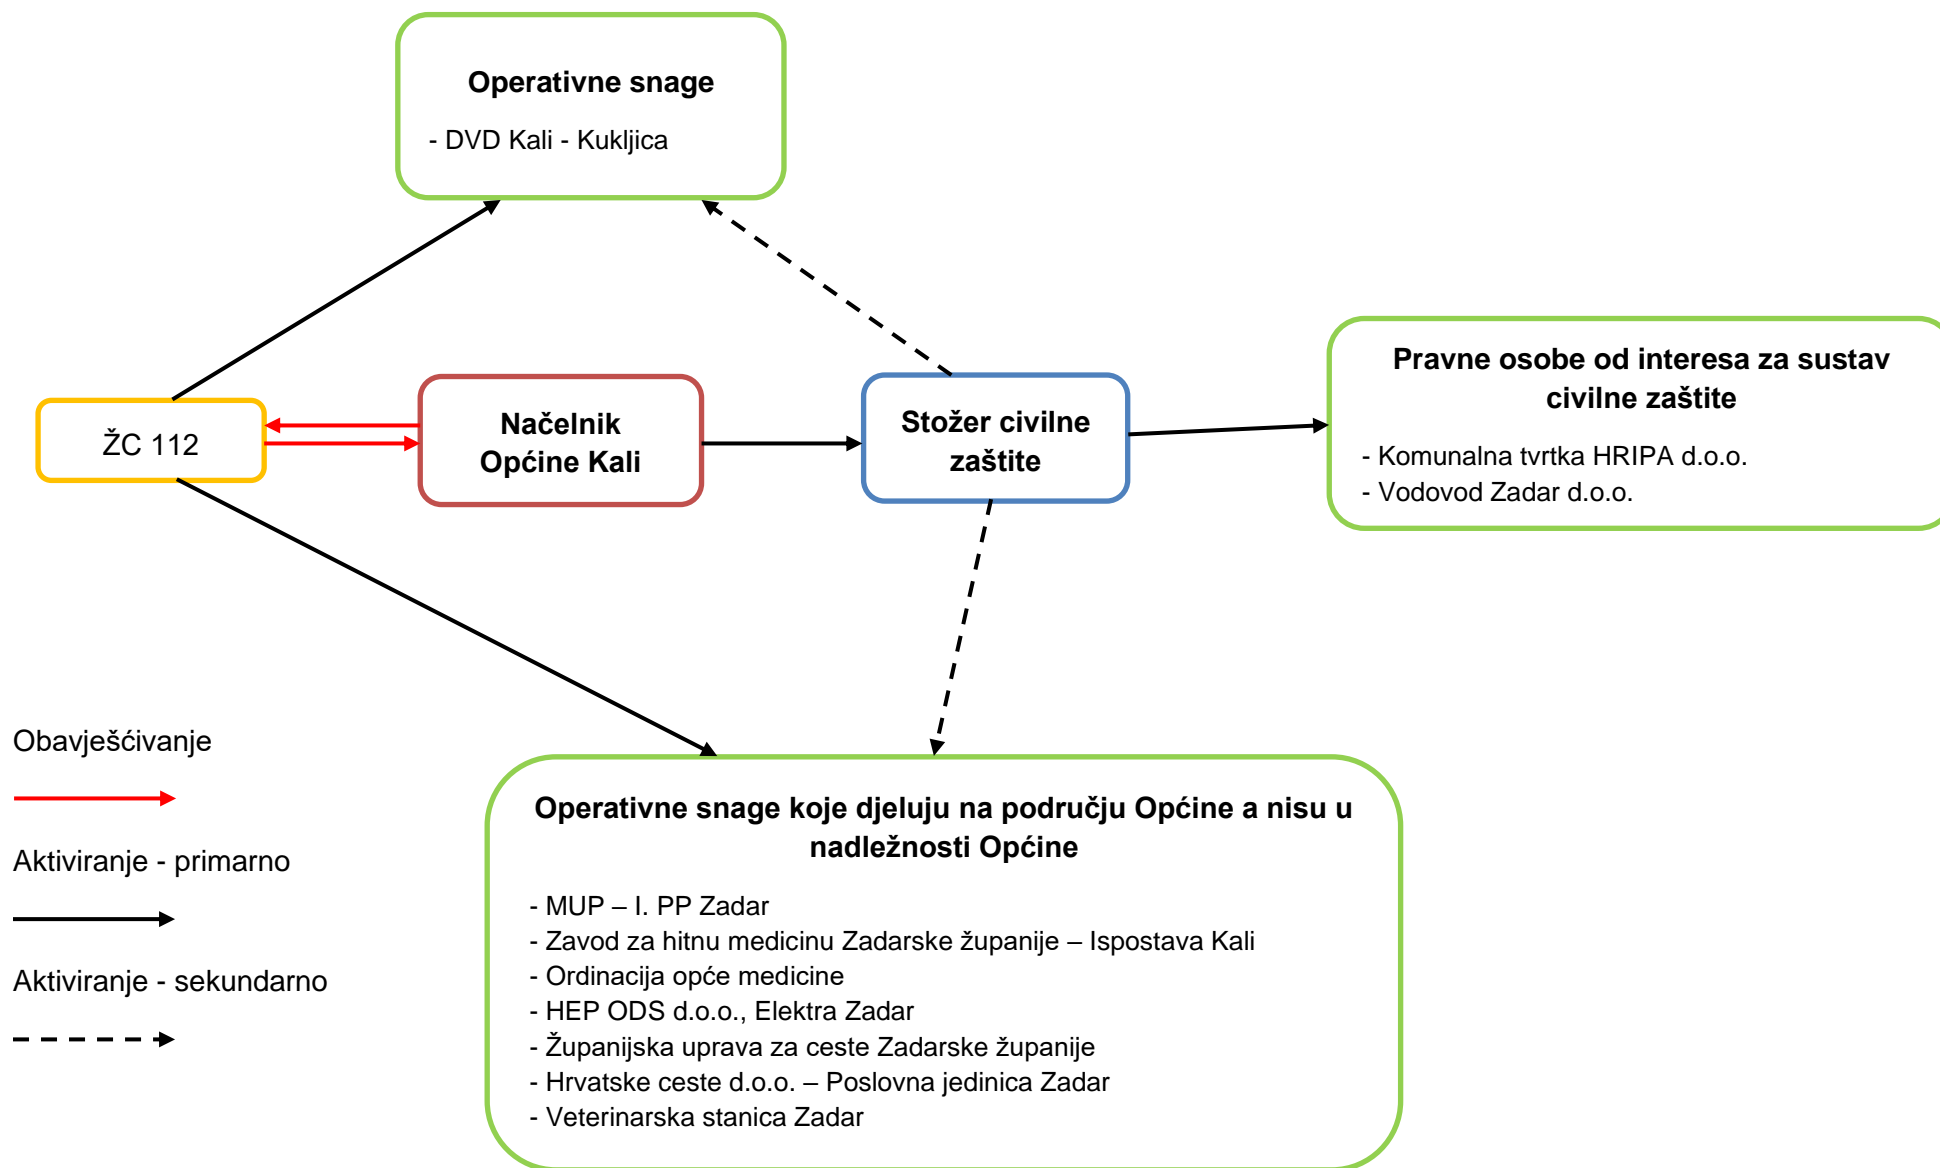 Operativne snage
- DVD Kali - Kukljica
ŽC 112
Načelnik
Općine Kali
Stožer civilne
zaštite
Pravne osobe od interesa za sustav
civilne zaštite
- Komunalna tvrtka HRIPA d.o.o.
- Vodovod Zadar d.o.o.
Obavješćivanje
Aktiviranje - primarno
Aktiviranje - sekundarno
Operativne snage koje djeluju na području Općine a nisu u
nadležnosti Općine
- MUP – I. PP Zadar
- Zavod za hitnu medicinu Zadarske županije – Ispostava Kali
- Ordinacija opće medicine
- HEP ODS d.o.o., Elektra Zadar
- Županijska uprava za ceste Zadarske županije
- Hrvatske ceste d.o.o. – Poslovna jedinica Zadar
- Veterinarska stanica Zadar